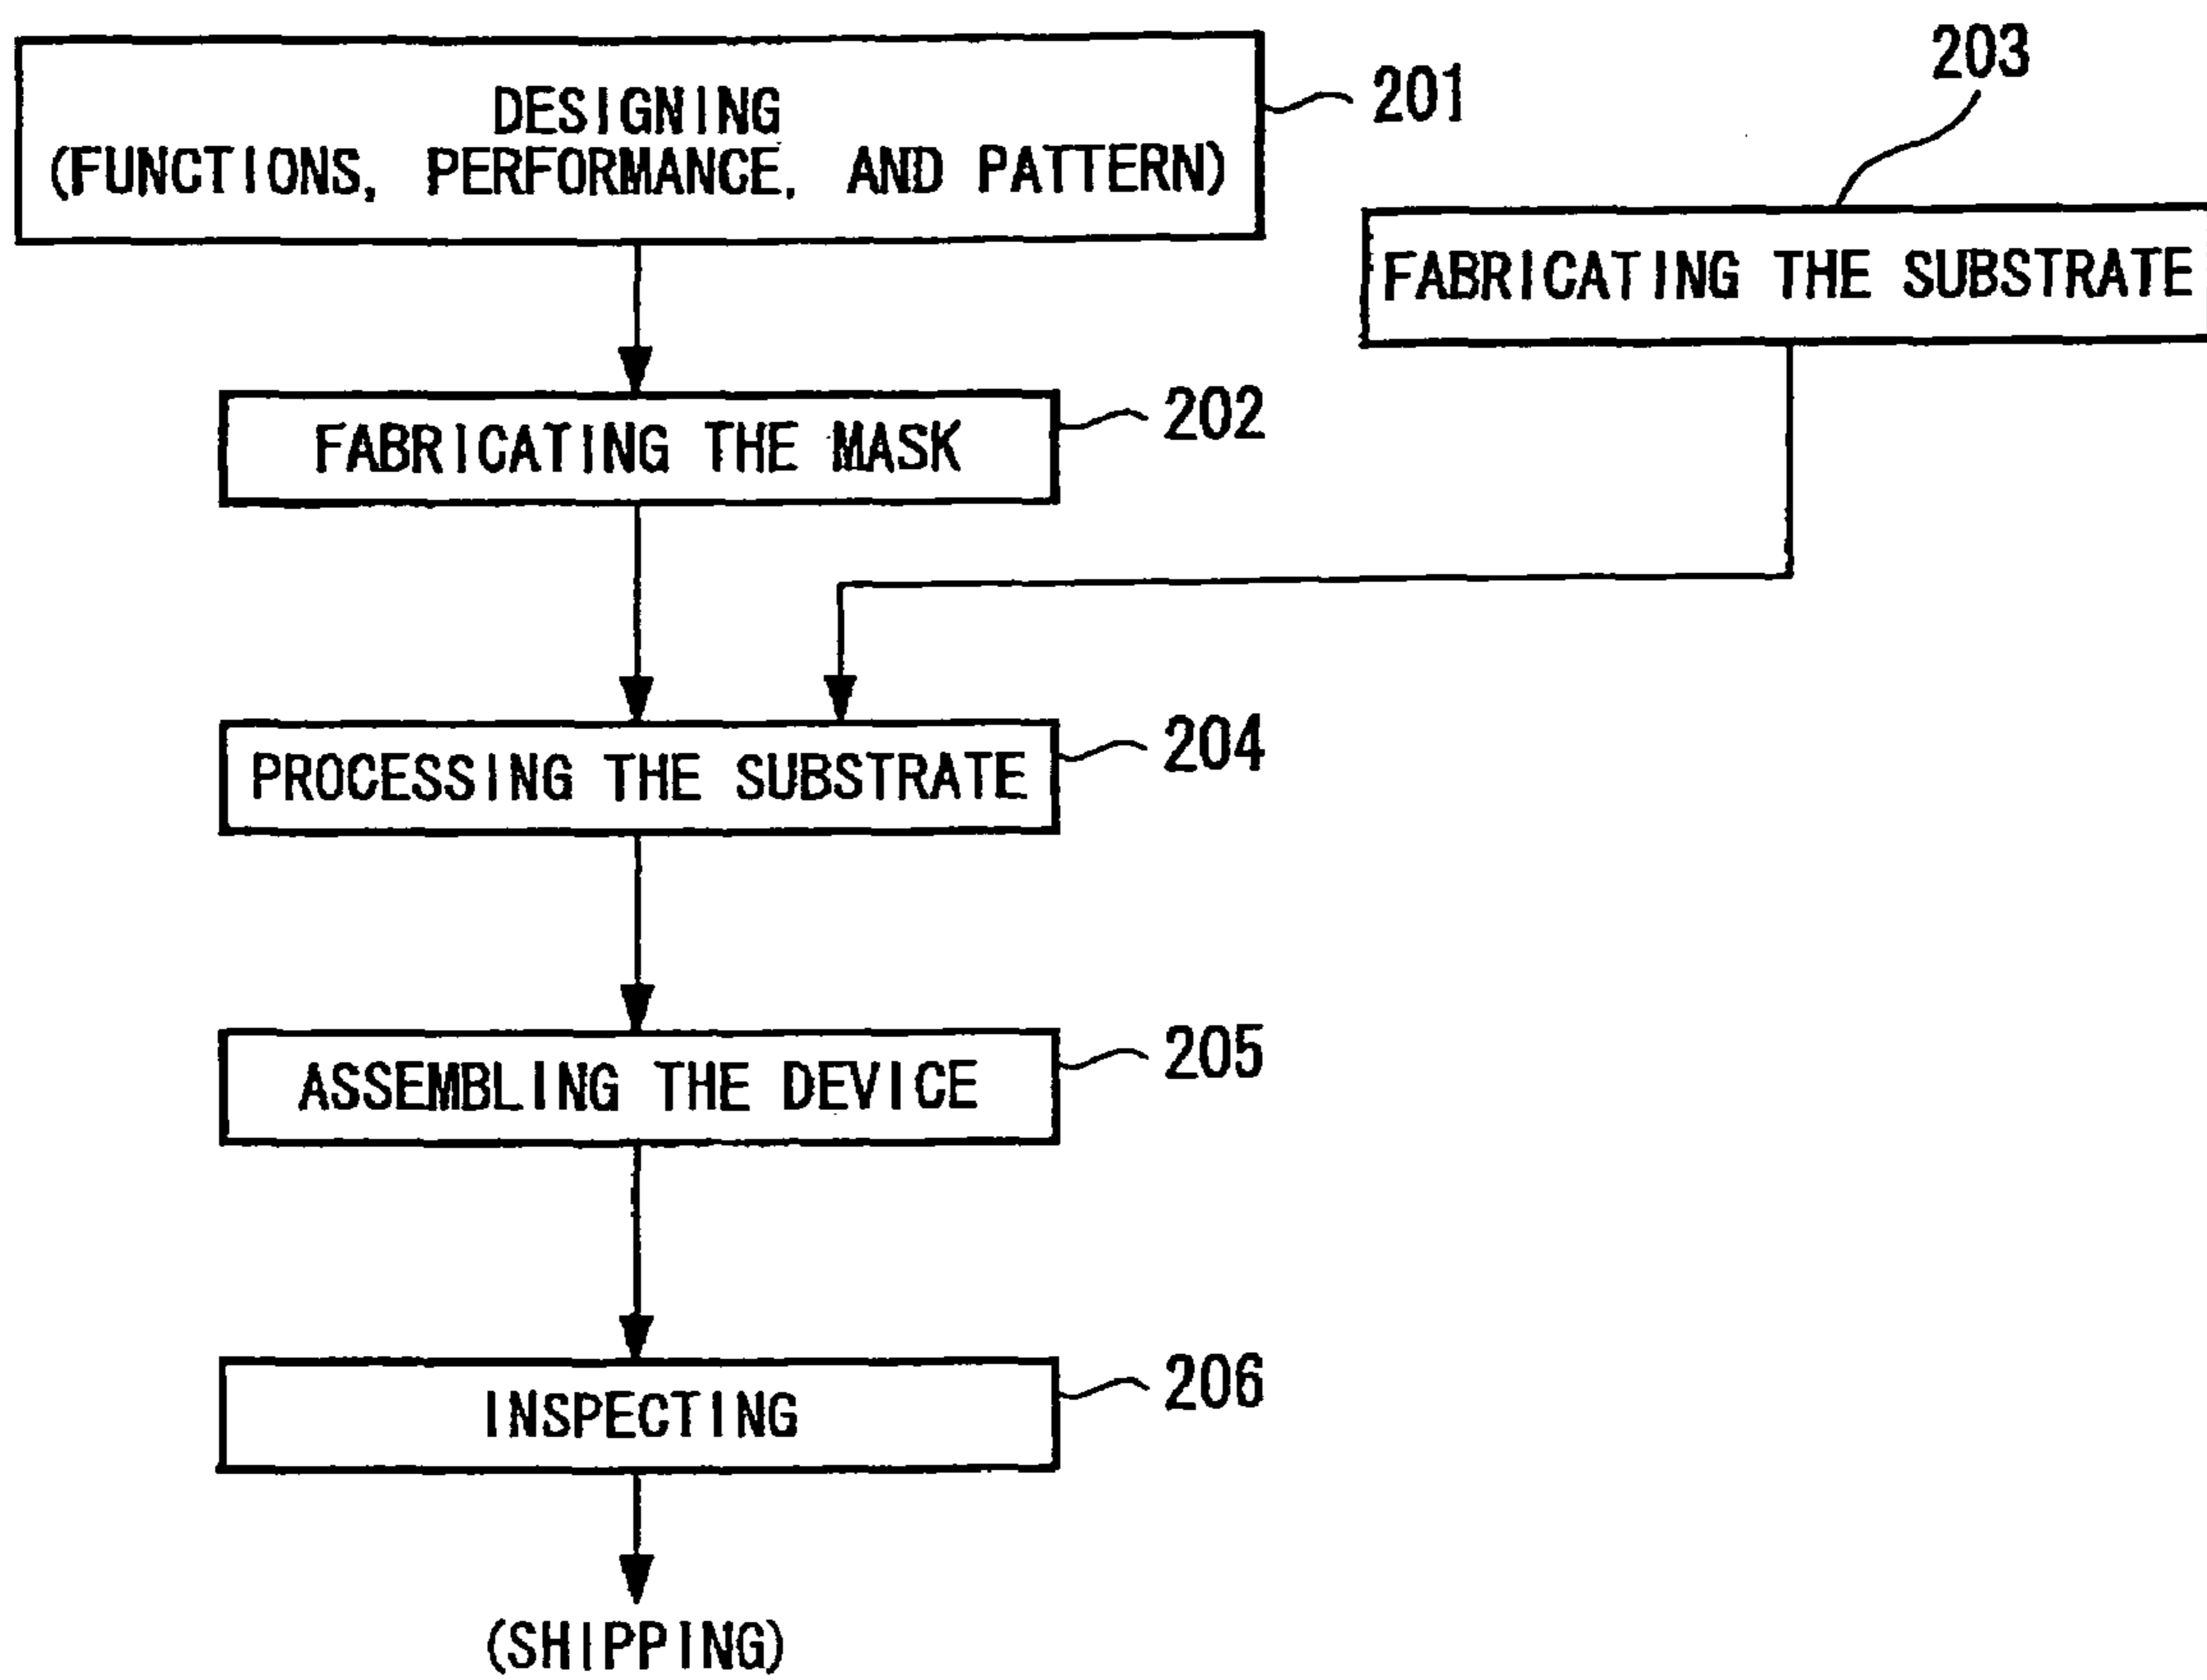 DESIGNING
(FUNCTIONS, PERFORMANCE, AND PATTERN)
201
203
FABRICATING THE SUBSTRATE
FABRICATING THE MASK
202
PROCESSING THE SUBSTRATE
204
ASSEMBLING THE DEVICE
205
INSPECTING
206
(SHIPPING)